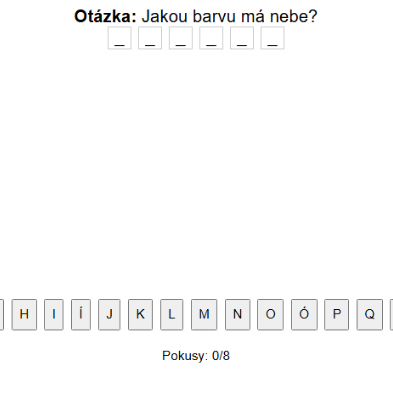 Otázka: Jakou barvu má nebe?
_ _ _ _ _ _
H I Í J K L M N O Ó P Q
Pokusy: 0/8